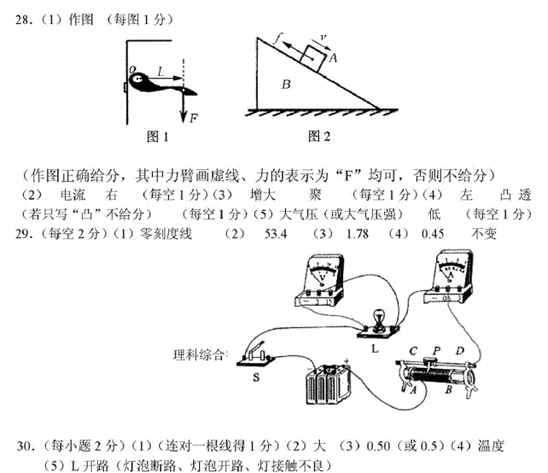 28.(1)作图 （每图1分）
O L F
图1
f v A B
图2
（作图正确给分，其中力臂画虚线、力的表示为“F”均可，否则不给分）
（2） 电流 右 （每空1分）（3） 增大 聚 （每空1分）（4） 左 凸透
（若只写“凸”不给分） （每空1分）（5）大气压（或大气压强） 低 （每空1分）
29.（每空2分）（1）零刻度线 （2） 53.4 （3） 1.78 （4） 0.45 不变
V A
理科综合:
S L C P D A B
30.（每小题2分）（1）（连对一根线得1分）（2）大 （3）0.50（或0.5）（4）温度
（5）L开路（灯泡断路、灯泡开路、灯接触不良）